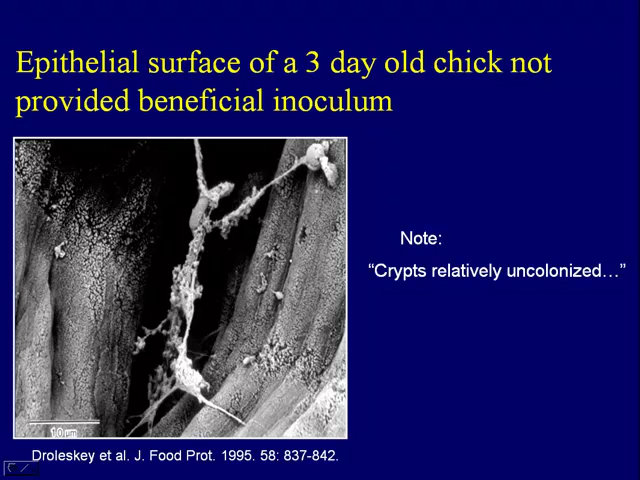 Epithelial surface of a 3 day old chick not
provided beneficial inoculum
Note:
“Crypts relatively uncolonized…”
10 µm
Droleskey et al. J. Food Prot. 1995. 58: 837-842.